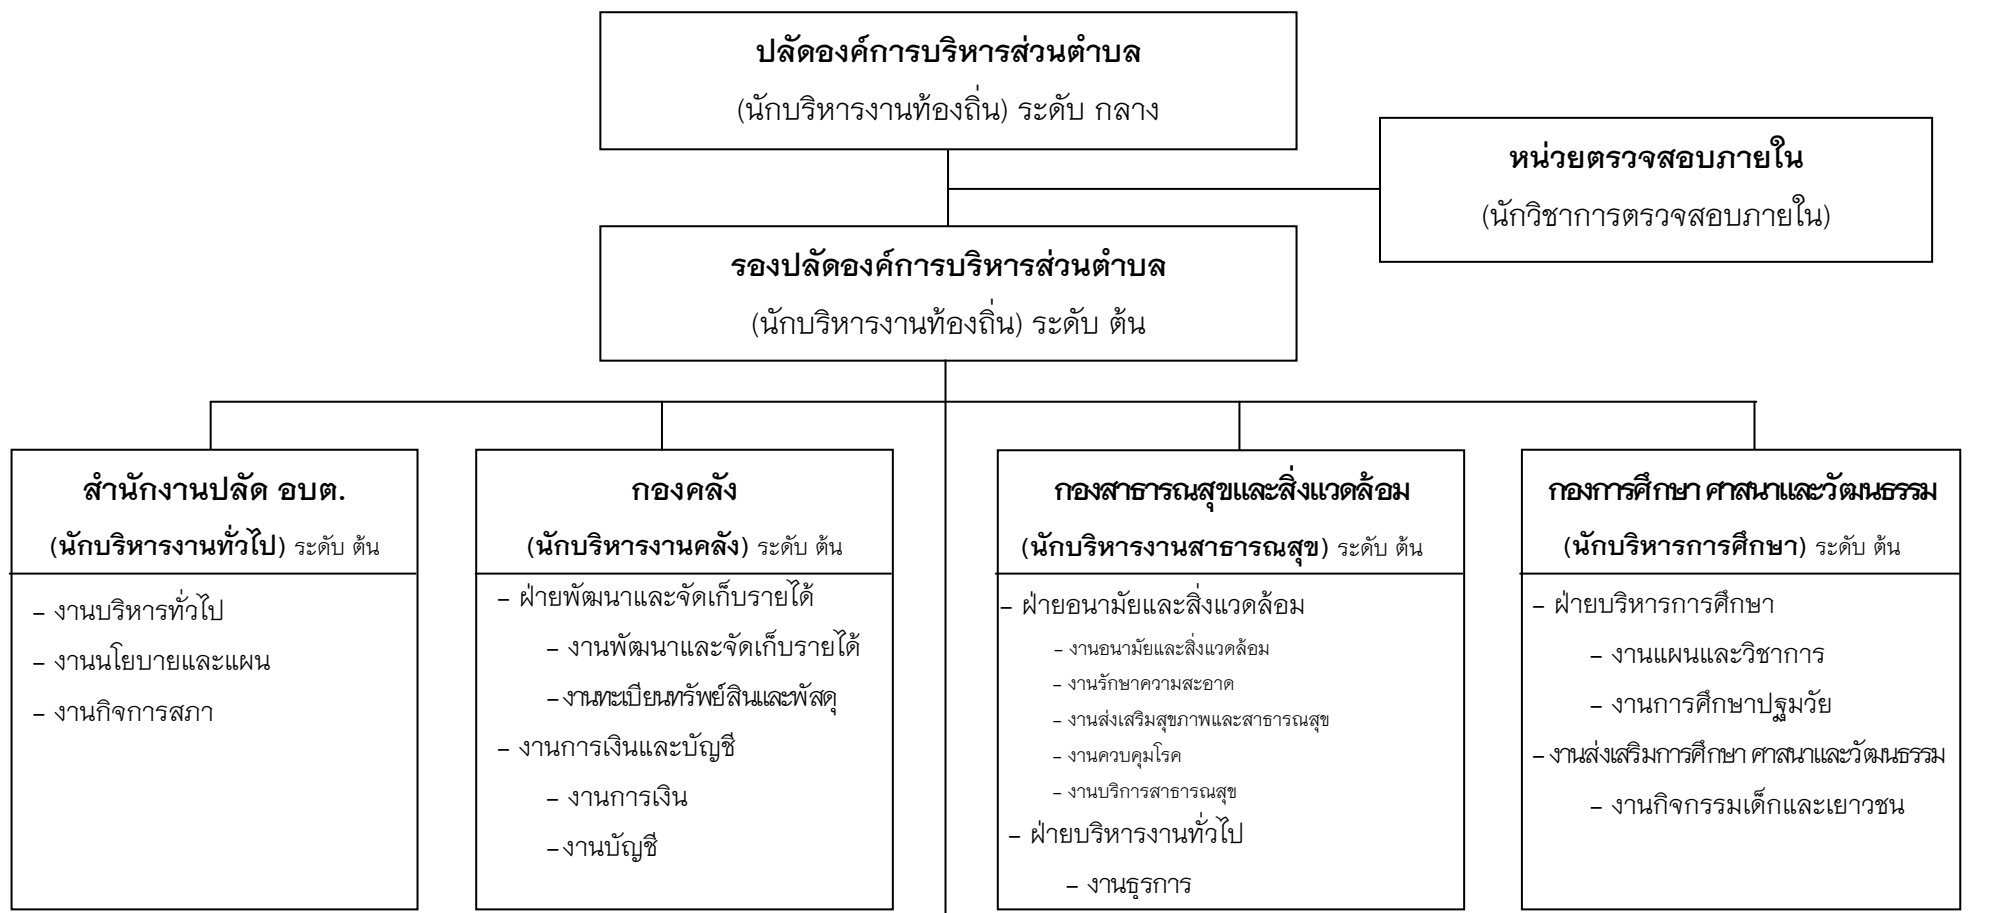 ปลัดองค์การบริหารส่วนตำบล
(นักบริหารงานท้องถิ่น) ระดับ กลาง
หน่วยตรวจสอบภายใน
(นักวิชาการตรวจสอบภายใน)
รองปลัดองค์การบริหารส่วนตำบล
(นักบริหารงานท้องถิ่น) ระดับ ต้น
สำนักงานปลัด อบต.
(นักบริหารงานทั่วไป) ระดับ ต้น
– งานบริหารทั่วไป
– งานนโยบายและแผน
– งานกิจการสภา
กองคลัง
(นักบริหารงานคลัง) ระดับ ต้น
– ฝ่ายพัฒนาและจัดเก็บรายได้
– งานพัฒนาและจัดเก็บรายได้
–งานทะเบียนทรัพย์สินและพัสดุ
– งานการเงินและบัญชี
– งานการเงิน
–งานบัญชี
กองสาธารณสุขและสิ่งแวดล้อม
(นักบริหารงานสาธารณสุข) ระดับ ต้น
– ฝ่ายอนามัยและสิ่งแวดล้อม
– งานอนามัยและสิ่งแวดล้อม
– งานรักษาความสะอาด
– งานส่งเสริมสุขภาพและสาธารณสุข
– งานควบคุมโรค
– งานบริการสาธารณสุข
– ฝ่ายบริหารงานทั่วไป
– งานธุรการ
กองการศึกษา ศาสนาและวัฒนธรรม
(นักบริหารการศึกษา) ระดับ ต้น
– ฝ่ายบริหารการศึกษา
– งานแผนและวิชาการ
– งานการศึกษาปฐมวัย
– งานส่งเสริมการศึกษา ศาสนาและวัฒนธรรม
– งานกิจกรรมเด็กและเยาวชน